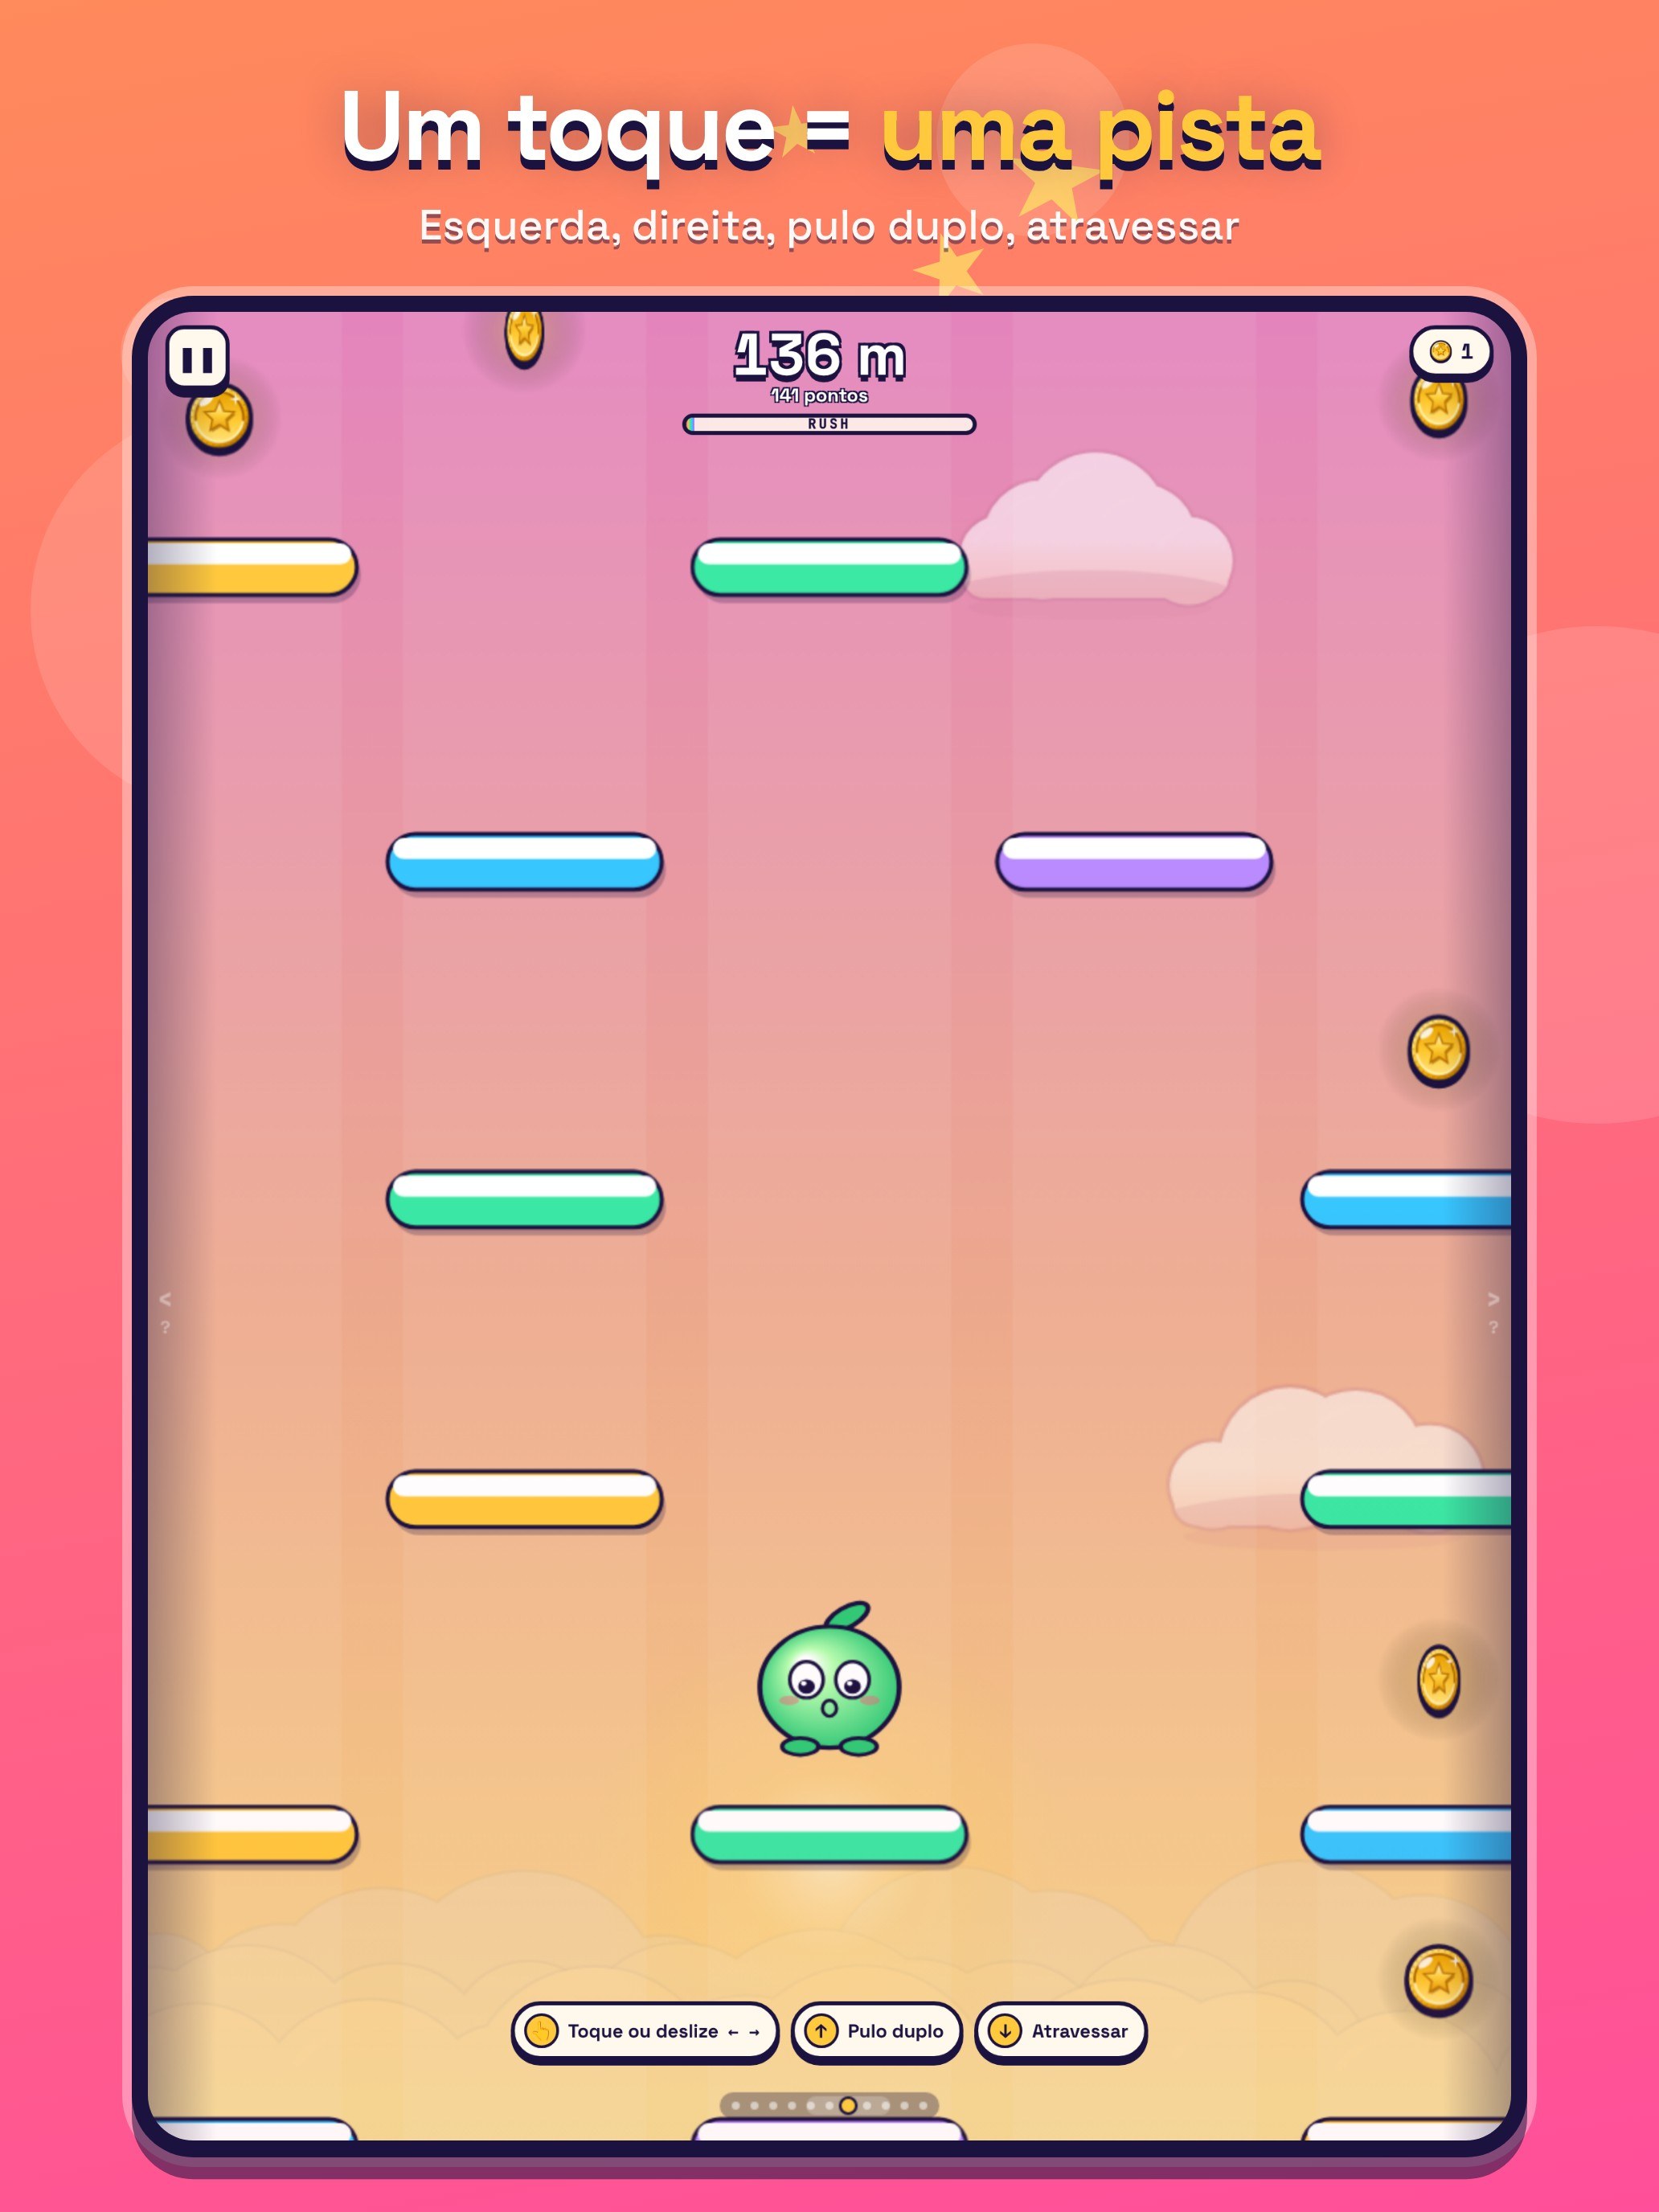 Um toque = uma pista
Esquerda, direita, pulo duplo, atravessar
136 m
1
141 pontos
RUSH
< >
? ?
Toque ou deslize ← →
↑ Pulo duplo
↓ Atravessar